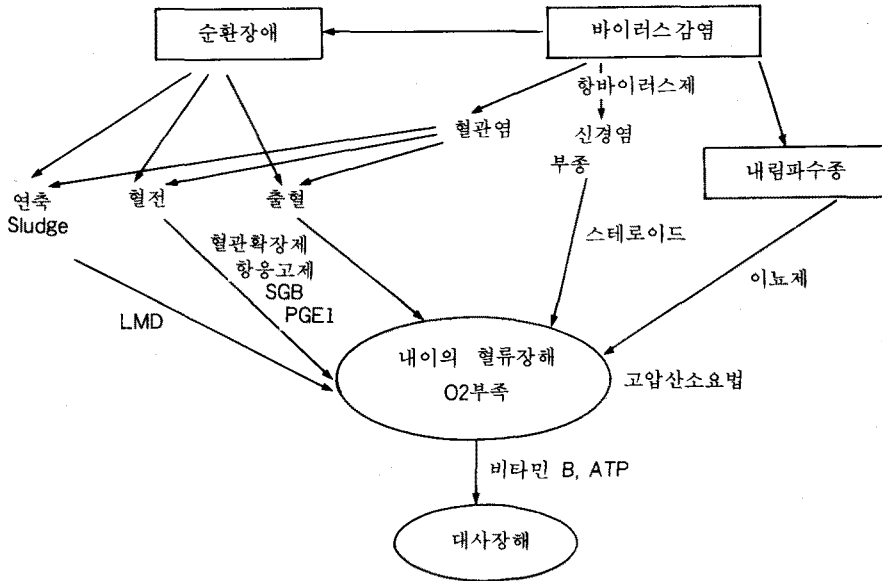 순환장애
바이러스감염
항바이러스제
혈관염
신경염
부종
내림파수종
연축
Sludge
혈전
출혈
스테로이드
혈관확장제
항응고제
SGB
PGE1
이뇨제
LMD
내이의 혈류장해
O2부족
고압산소요법
비타민 B, ATP
대사장해